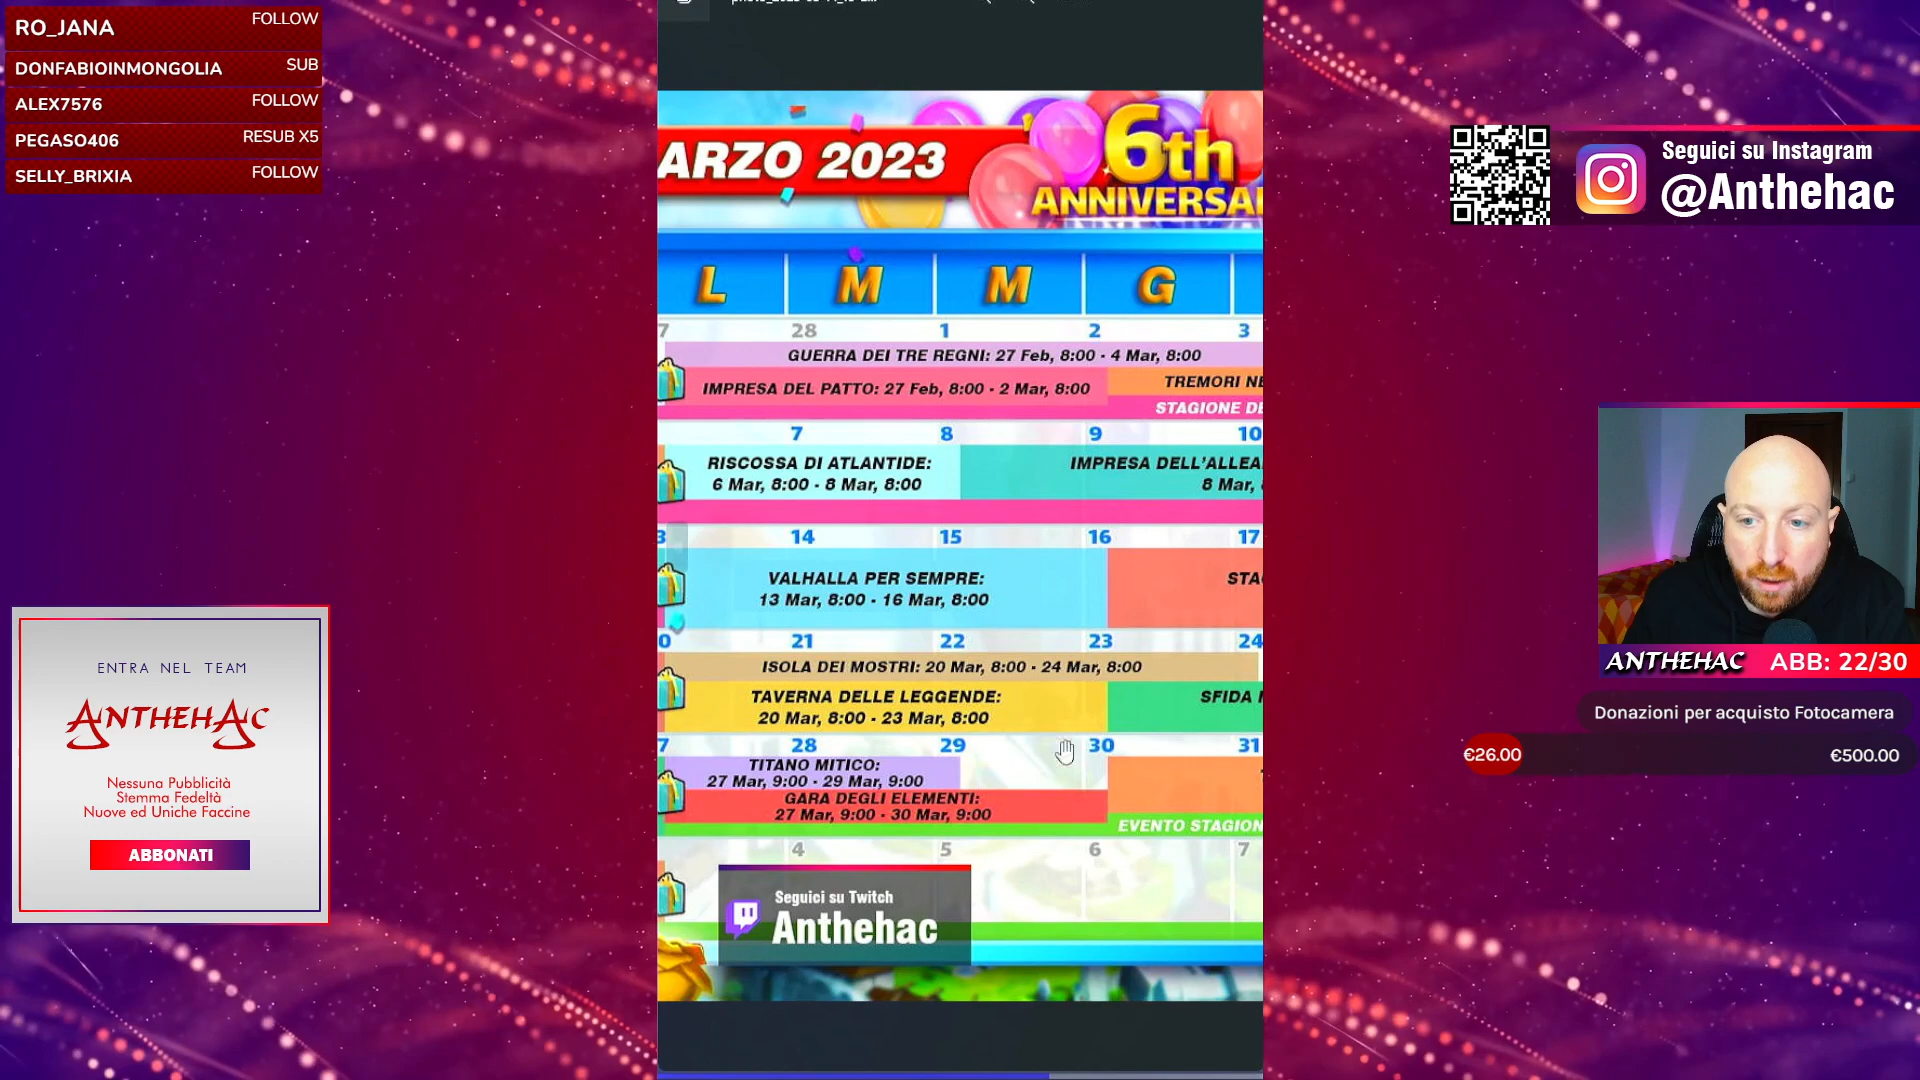 RO_JANA FOLLOW
DONFABIOINMONGOLIA SUB
ALEX7576 FOLLOW
PEGASO406 RESUB X5
SELLY_BRIXIA FOLLOW
ARZO 2023
6th
ANNIVERSA
L M M G
7 28 1 2 3
GUERRA DEI TRE REGNI: 27 Feb, 8:00 - 4 Mar, 8:00
IMPRESA DEL PATTO: 27 Feb, 8:00 - 2 Mar, 8:00
TREMORI NE
STAGIONE DE
7 8 9 10
RISCOSSA DI ATLANTIDE:
6 Mar, 8:00 - 8 Mar, 8:00
IMPRESA DELL'ALLEA
8 Mar,
3 14 15 16 17
VALHALLA PER SEMPRE:
13 Mar, 8:00 - 16 Mar, 8:00
STA
0 21 22 23 24
ISOLA DEI MOSTRI: 20 Mar, 8:00 - 24 Mar, 8:00
TAVERNA DELLE LEGGENDE:
20 Mar, 8:00 - 23 Mar, 8:00
SFIDA
7 28 29 30 31
TITANO MITICO:
27 Mar, 9:00 - 29 Mar, 9:00
GARA DEGLI ELEMENTI:
27 Mar, 9:00 - 30 Mar, 9:00
EVENTO STAGION
4 5 6 7
Seguici su Twitch
Anthehac
Seguici su Instagram
@Anthehac
ANTHEHAC ABB: 22/30
Donazioni per acquisto Fotocamera
€26.00 €500.00
ENTRA NEL TEAM
ANTHEHAC
Nessuna Pubblicità
Stemma Fedeltà
Nuove ed Uniche Faccine
ABBONATI